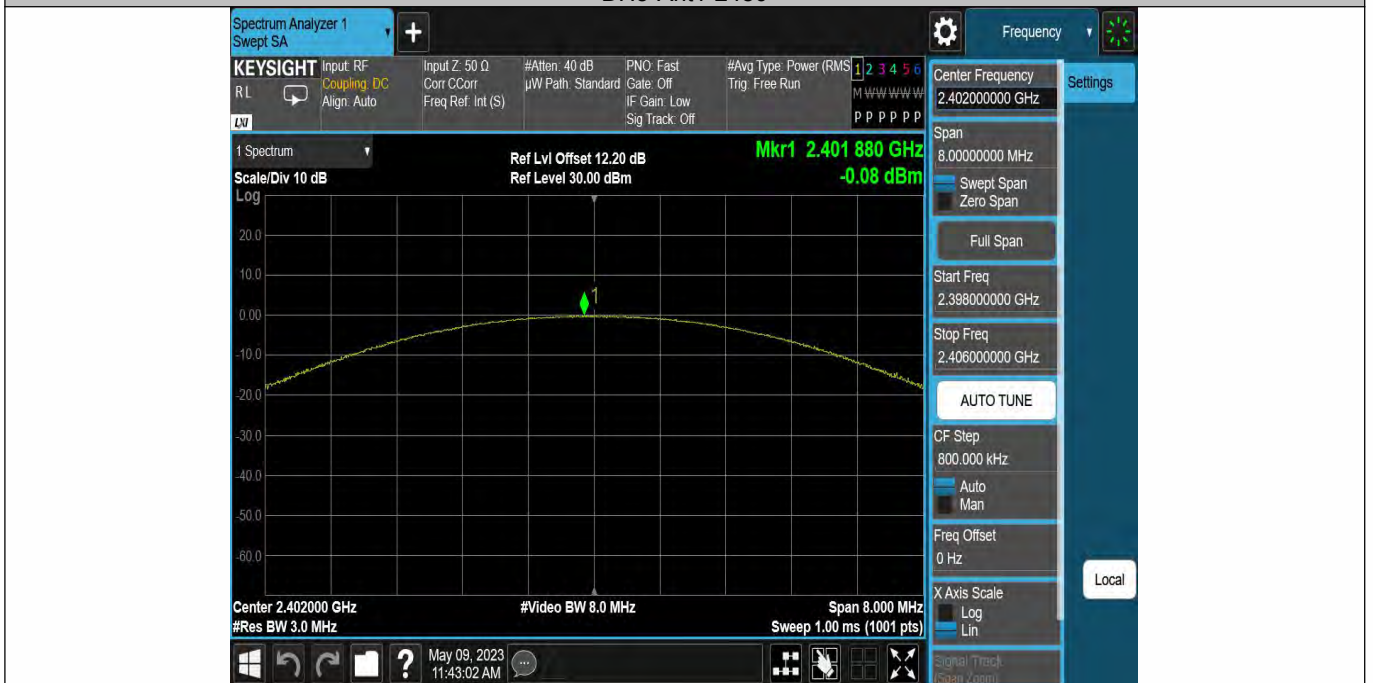 Spectrum Analyzer 1
Swept SA
+
Frequency
KEYSIGHT
RL
LXI
Input: RF
Coupling: DC
Align: Auto
Input Z: 50 Ω
Corr CCorr
Freq Ref: Int (S)
#Atten: 40 dB
µW Path: Standard
PNO: Fast
Gate: Off
IF Gain: Low
Sig Track: Off
#Avg Type: Power (RMS
Trig: Free Run
1 2 3 4 5 6
M W W W W W
P P P P P P
1 Spectrum
Scale/Div 10 dB
Ref Lvl Offset 12.20 dB
Ref Level 30.00 dBm
Mkr1 2.401 880 GHz
-0.08 dBm
Log
20.0
10.0
0.00
-10.0
-20.0
-30.0
-40.0
-50.0
-60.0
1
Center 2.402000 GHz
#Res BW 3.0 MHz
#Video BW 8.0 MHz
Span 8.000 MHz
Sweep 1.00 ms (1001 pts)
Center Frequency
2.402000000 GHz
Settings
Span
8.00000000 MHz
Swept Span
Zero Span
Full Span
Start Freq
2.398000000 GHz
Stop Freq
2.406000000 GHz
AUTO TUNE
CF Step
800.000 kHz
Auto
Man
Freq Offset
0 Hz
X Axis Scale
Log
Lin
Local
Signal Track
(Span Zoom)
?
May 09, 2023
11:43:02 AM